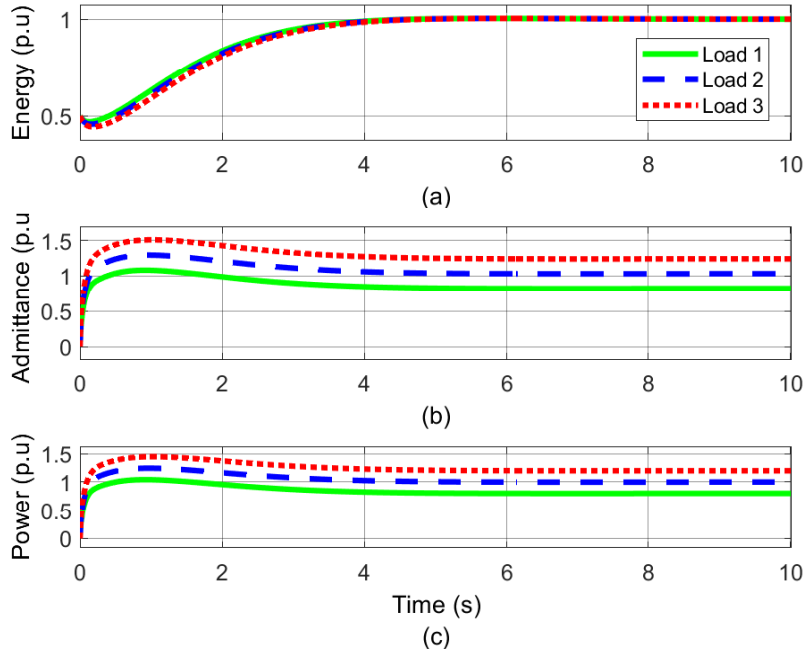 Energy (p.u)
1
0.5
Load 1
Load 2
Load 3
0 2 4 6 8 10
(a)
Admittance (p.u
1.5
1
0.5
0
0 2 4 6 8 10
(b)
Power (p.u)
1.5
1
0.5
0
0 2 4 6 8 10
Time (s)
(c)